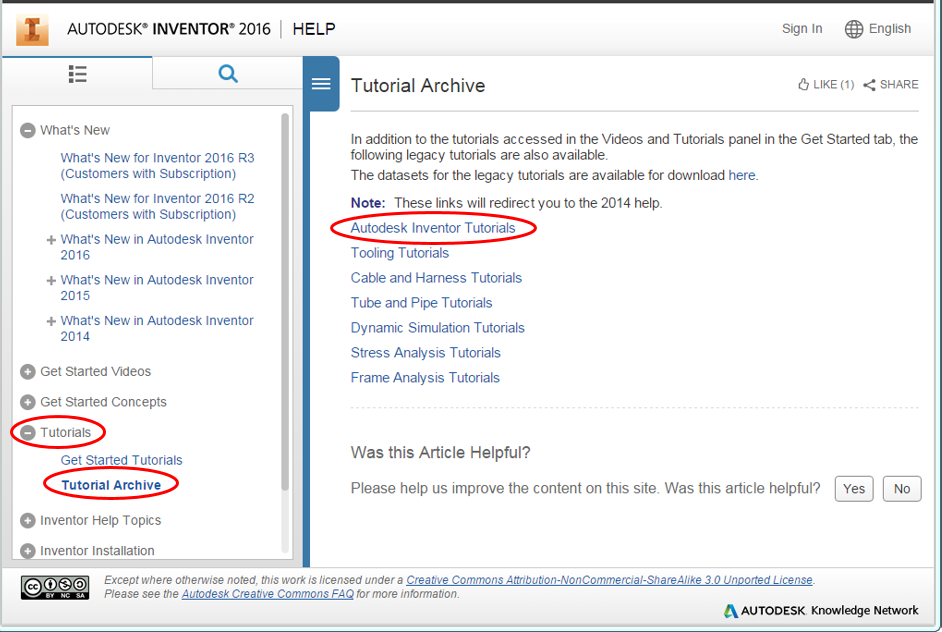 AUTODESK® INVENTOR® 2016 | HELP
Sign In
English
What's New
What's New for Inventor 2016 R3
(Customers with Subscription)
What's New for Inventor 2016 R2
(Customers with Subscription)
What's New in Autodesk Inventor
2016
What's New in Autodesk Inventor
2015
What's New in Autodesk Inventor
2014
Get Started Videos
Get Started Concepts
Tutorials
Get Started Tutorials
Tutorial Archive
Inventor Help Topics
Inventor Installation
Tutorial Archive
LIKE (1)
SHARE
In addition to the tutorials accessed in the Videos and Tutorials panel in the Get Started tab, the
following legacy tutorials are also available.
The datasets for the legacy tutorials are available for download here.
Note: These links will redirect you to the 2014 help.
Autodesk Inventor Tutorials
Tooling Tutorials
Cable and Harness Tutorials
Tube and Pipe Tutorials
Dynamic Simulation Tutorials
Stress Analysis Tutorials
Frame Analysis Tutorials
Was this Article Helpful?
Please help us improve the content on this site. Was this article helpful?
Yes
No
cc BY NC SA
Except where otherwise noted, this work is licensed under a Creative Commons Attribution-NonCommercial-ShareAlike 3.0 Unported License.
Please see the Autodesk Creative Commons FAQ for more information.
AUTODESK. Knowledge Network